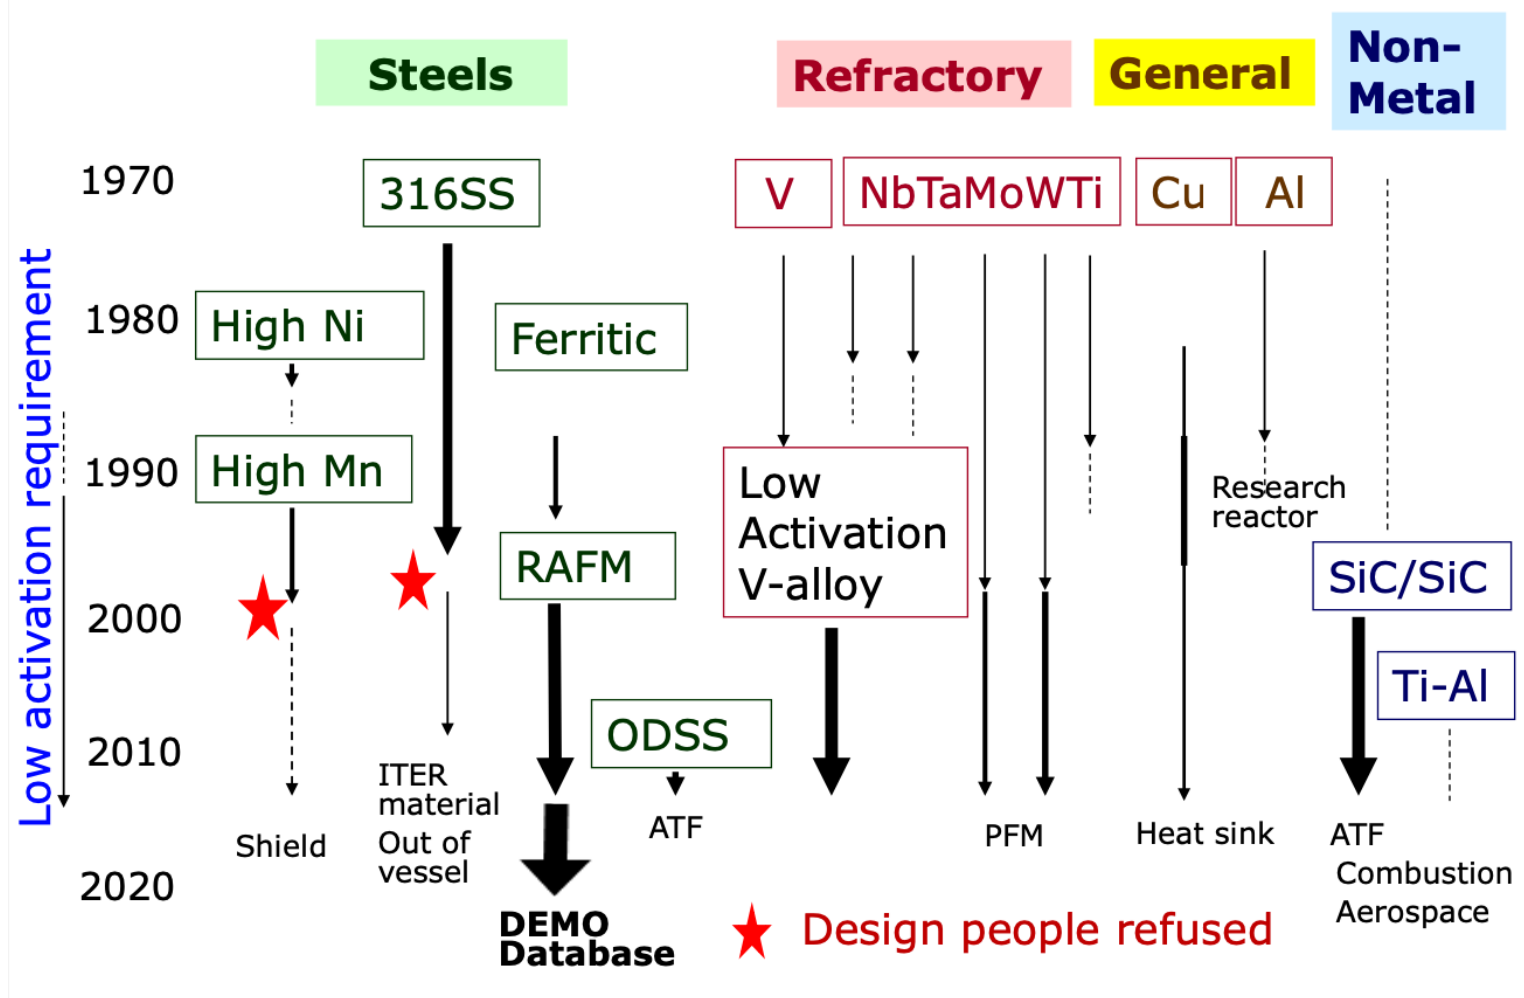 Steels
Refractory
General
Non-
Metal
1970
316SS
V
NbTaMoWTi
Cu
Al
Low activation requirement
1980
High Ni
Ferritic
1990
High Mn
Low
Activation
V-alloy
Research
reactor
RAFM
SiC/SiC
2000
Ti-Al
ODSS
2010
ITER
material
Out of
vessel
Shield
ATF
PFM
Heat sink
ATF
Combustion
Aerospace
2020
DEMO
Database
Design people refused